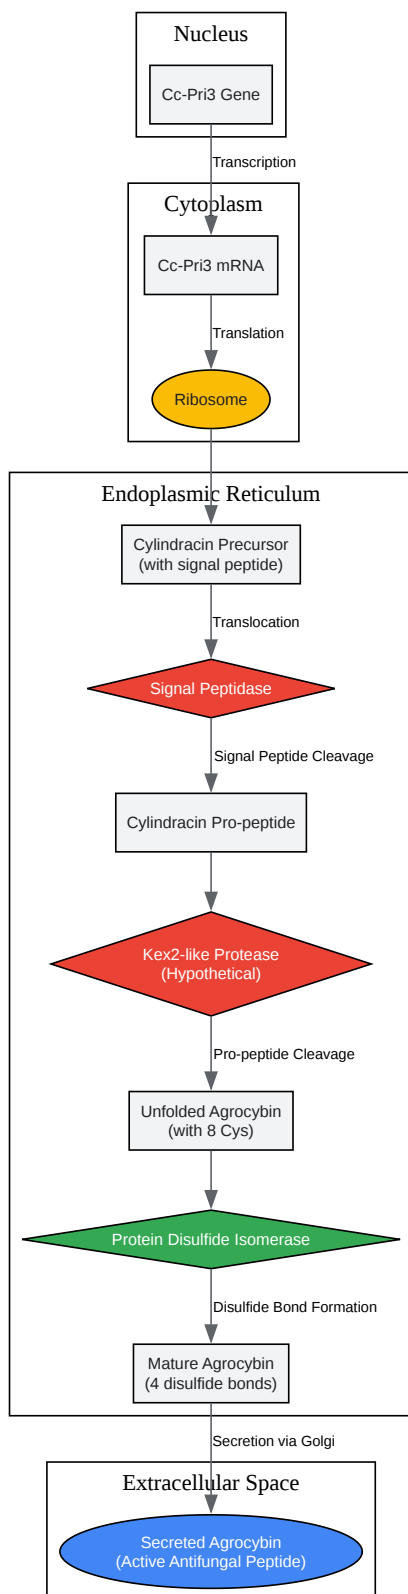 Nucleus
Cc-Pri3 Gene
Transcription
Cytoplasm
Cc-Pri3 mRNA
Translation
Ribosome
Endoplasmic Reticulum
Cylindracin Precursor
(with signal peptide)
Translocation
Signal Peptidase
Signal Peptide Cleavage
Cylindracin Pro-peptide
Kex2-like Protease
(Hypothetical)
Pro-peptide Cleavage
Unfolded Agrocybin
(with 8 Cys)
Protein Disulfide Isomerase
Disulfide Bond Formation
Mature Agrocybin
(4 disulfide bonds)
Secretion via Golgi
Extracellular Space
Secreted Agrocybin
(Active Antifungal Peptide)